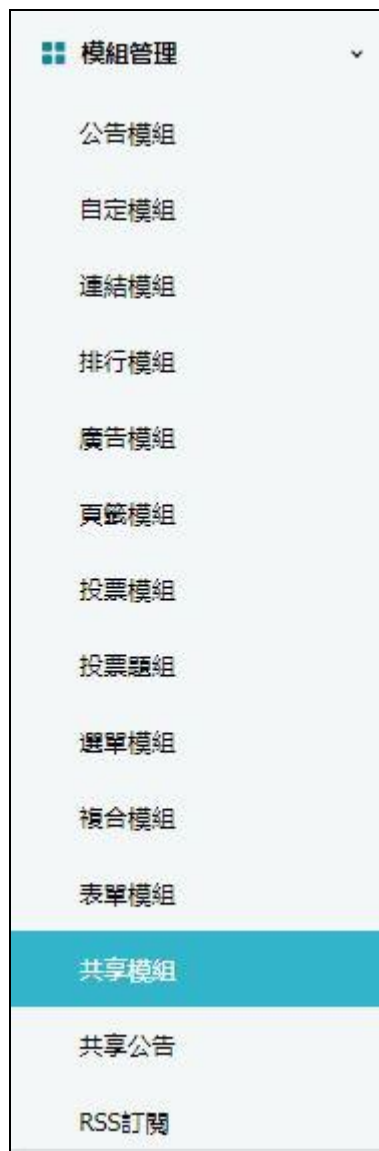 模組管理
公告模組
自定模組
連結模組
排行模組
廣告模組
頁籤模組
投票模組
投票題組
選單模組
複合模組
表單模組
共享模組
共享公告
RSS訂閱